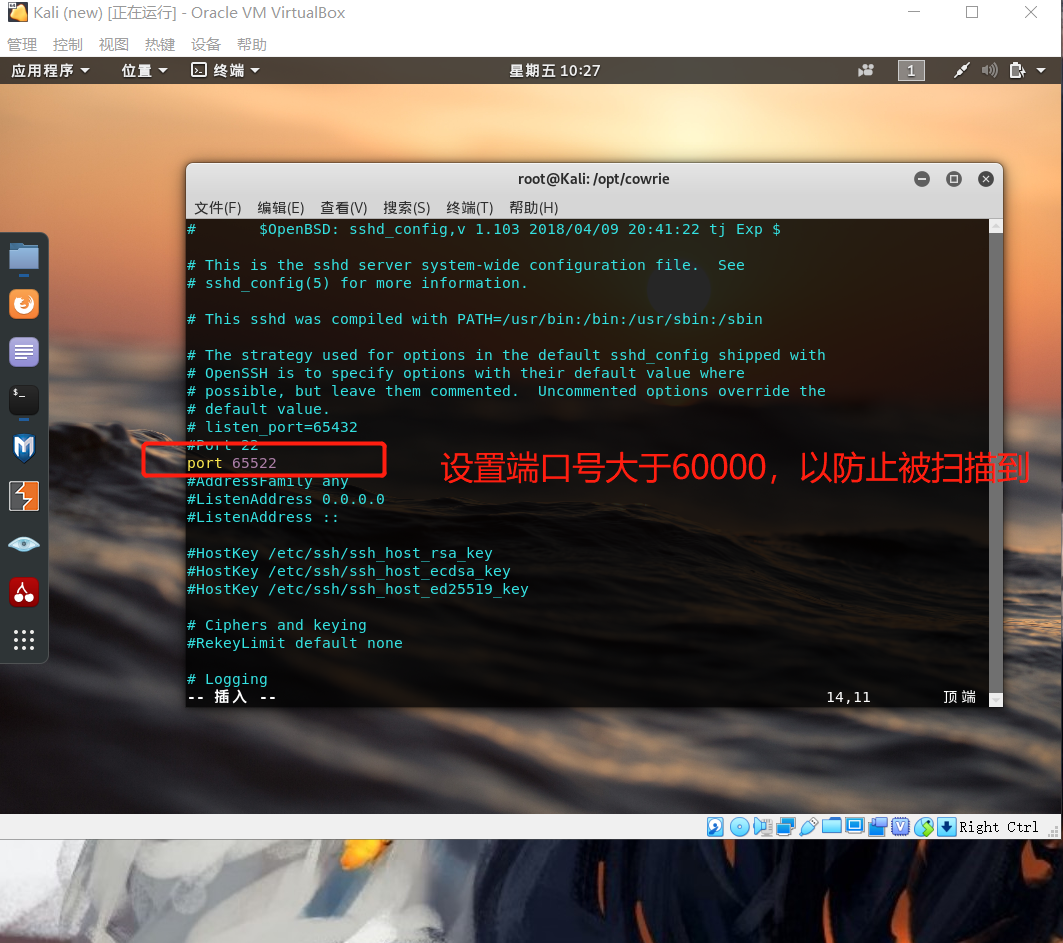 Kali (new) [正在运行] - Oracle VM VirtualBox
管理 控制 视图 热键 设备 帮助
应用程序 位置 终端 星期五 10:27 1
root@Kali: /opt/cowrie
文件(F) 编辑(E) 查看(V) 搜索(S) 终端(T) 帮助(H)
# $OpenBSD: sshd_config,v 1.103 2018/04/09 20:41:22 tj Exp $
# This is the sshd server system-wide configuration file. See
# sshd_config(5) for more information.
# This sshd was compiled with PATH=/usr/bin:/bin:/usr/sbin:/sbin
# The strategy used for options in the default sshd_config shipped with
# OpenSSH is to specify options with their default value where
# possible, but leave them commented. Uncommented options override the
# default value.
# listen_port=65432
#Port 22
port 65522
设置端口号大于60000，以防止被扫描到
#AddressFamily any
#ListenAddress 0.0.0.0
#ListenAddress ::
#HostKey /etc/ssh/ssh_host_rsa_key
#HostKey /etc/ssh/ssh_host_ecdsa_key
#HostKey /etc/ssh/ssh_host_ed25519_key
# Ciphers and keying
#RekeyLimit default none
# Logging
-- 插入 -- 14,11 顶端
Right Ctrl